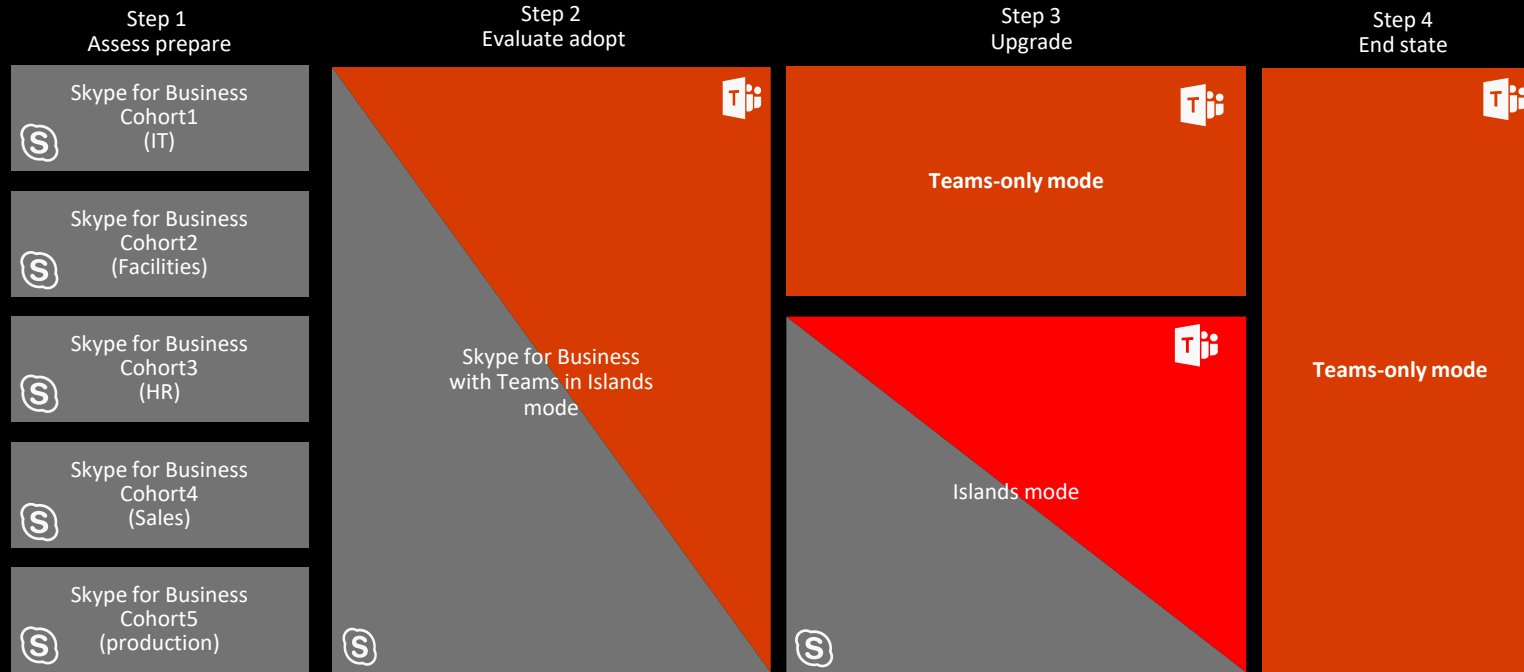 Step 1
Assess prepare
Step 2
Evaluate adopt
Step 3
Upgrade
Step 4
End state
Skype for Business
Cohort1
(IT)
S
Skype for Business
Cohort2
(Facilities)
S
Skype for Business
Cohort3
(HR)
S
Skype for Business
Cohort4
(Sales)
S
Skype for Business
Cohort5
(production)
S
T
Skype for Business
with Teams in Islands
mode
S
T
Teams-only mode
T
Islands mode
S
T
Teams-only mode